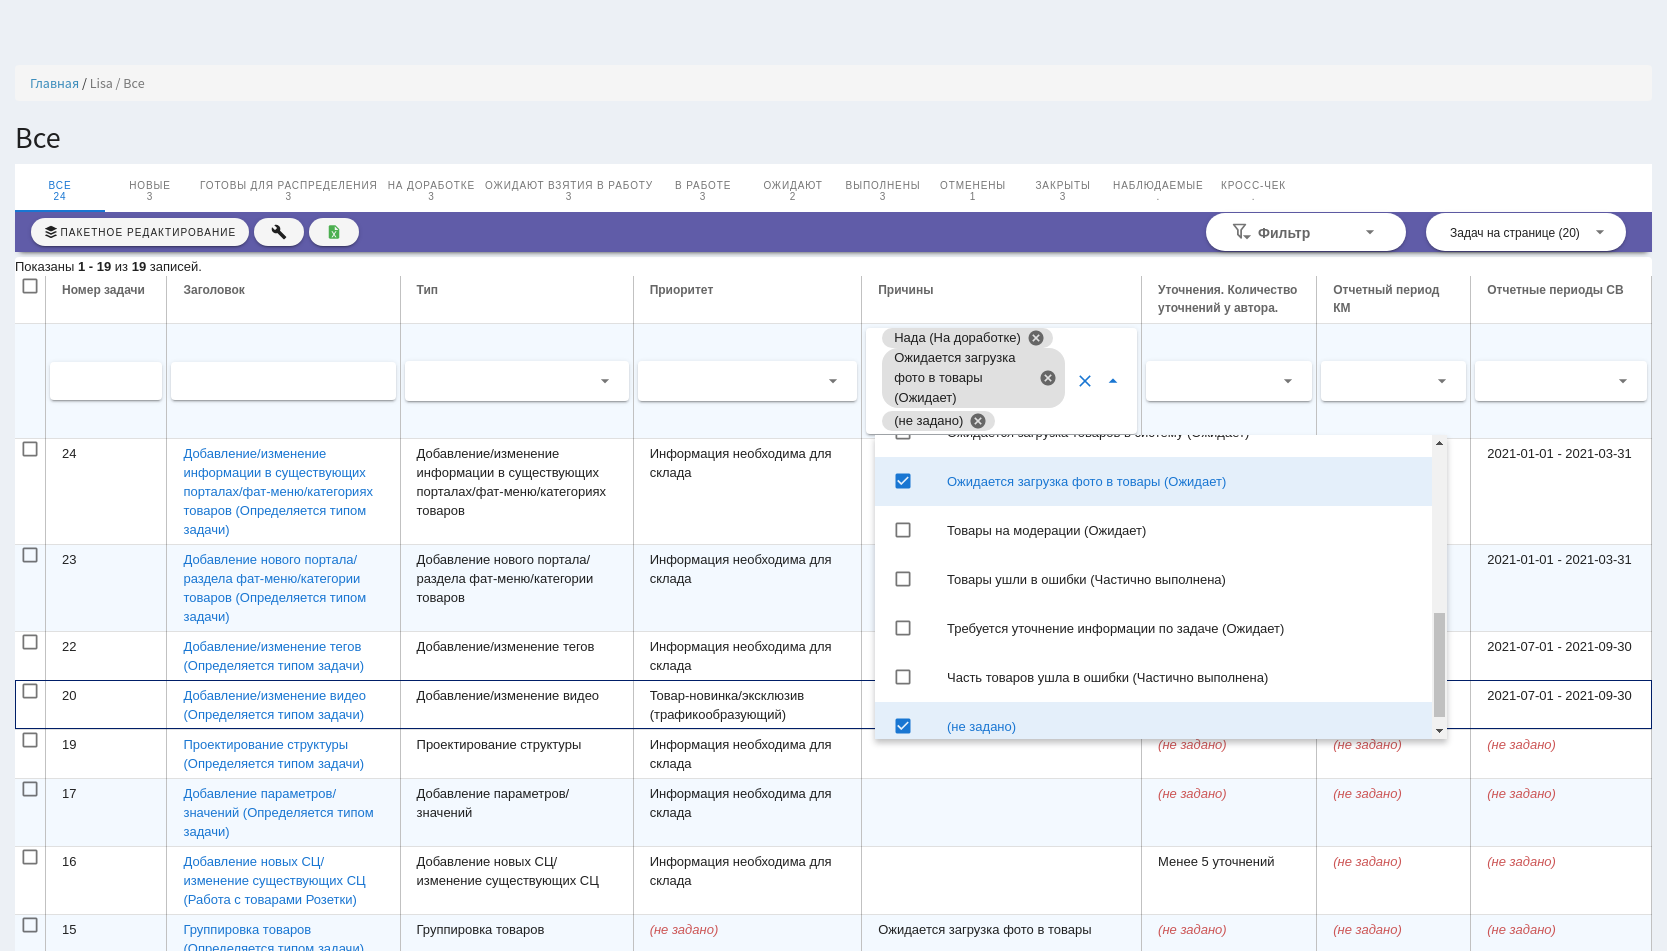 Главная / Lisa / Все
Все
ВСЕ НОВЫЕ ГОТОВЫ ДЛЯ РАСПРЕДЕЛЕНИЯ НА ДОРАБОТКЕ ОЖИДАЮТ ВЗЯТИЯ В РАБОТУ В РАБОТЕ ОЖИДАЮТ ВЫПОЛНЕНЫ ОТМЕНЕНЫ ЗАКРЫТЫ НАБЛЮДАЕМЫЕ КРОСС-ЧЕК
24 3 3 3 3 3 2 3 1 3 . .
ПАКЕТНОЕ РЕДАКТИРОВАНИЕ Фильтр Задач на странице (20)
Показаны 1 - 19 из 19 записей.
Номер задачи Заголовок Тип Приоритет Причины Уточнения. Количество Отчетный период Отчетные периоды СВ
уточнений у автора. КМ
Нада (На доработке)
Ожидается загрузка
фото в товары
(Ожидает)
(не задано)
Ожидается загрузка товаров в систему (Ожидает)
Ожидается загрузка фото в товары (Ожидает)
Товары на модерации (Ожидает)
Товары ушли в ошибки (Частично выполнена)
Требуется уточнение информации по задаче (Ожидает)
Часть товаров ушла в ошибки (Частично выполнена)
(не задано)
24 Добавление/изменение Добавление/изменение Информация необходима для 2021-01-01 - 2021-03-31
информации в существующих информации в существующих склада
порталах/фат-меню/категориях порталах/фат-меню/категориях
товаров (Определяется типом товаров
задачи)
23 Добавление нового портала/ Добавление нового портала/ Информация необходима для 2021-01-01 - 2021-03-31
раздела фат-меню/категории раздела фат-меню/категории склада
товаров (Определяется типом товаров
задачи)
22 Добавление/изменение тегов Добавление/изменение тегов Информация необходима для 2021-07-01 - 2021-09-30
(Определяется типом задачи) склада
20 Добавление/изменение видео Добавление/изменение видео Товар-новинка/эксклюзив 2021-07-01 - 2021-09-30
(Определяется типом задачи) (трафикообразующий)
19 Проектирование структуры Проектирование структуры Информация необходима для (не задано) (не задано) (не задано)
(Определяется типом задачи) склада
17 Добавление параметров/ Добавление параметров/ Информация необходима для (не задано) (не задано) (не задано)
значений (Определяется типом значений склада
задачи)
16 Добавление новых СЦ/ Добавление новых СЦ/ Информация необходима для Менее 5 уточнений (не задано) (не задано)
изменение существующих СЦ изменение существующих СЦ склада
(Работа с товарами Розетки)
15 Группировка товаров Группировка товаров (не задано) Ожидается загрузка фото в товары (не задано) (не задано) (не задано)
(Определяется типом задачи)